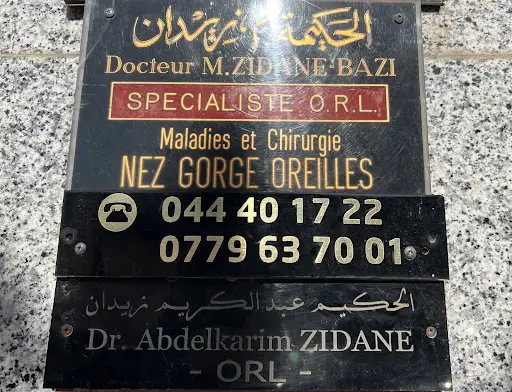 الحكيمة م. زيدان
Docteur M.ZIDANE-BAZI
SPECIALISTE O.R.L.
Maladies et Chirurgie
NEZ GORGE OREILLES
044 40 17 22
0779 63 70 01
الحكيم عبد الكريم زيدان
Dr. Abdelkarim ZIDANE
- ORL -